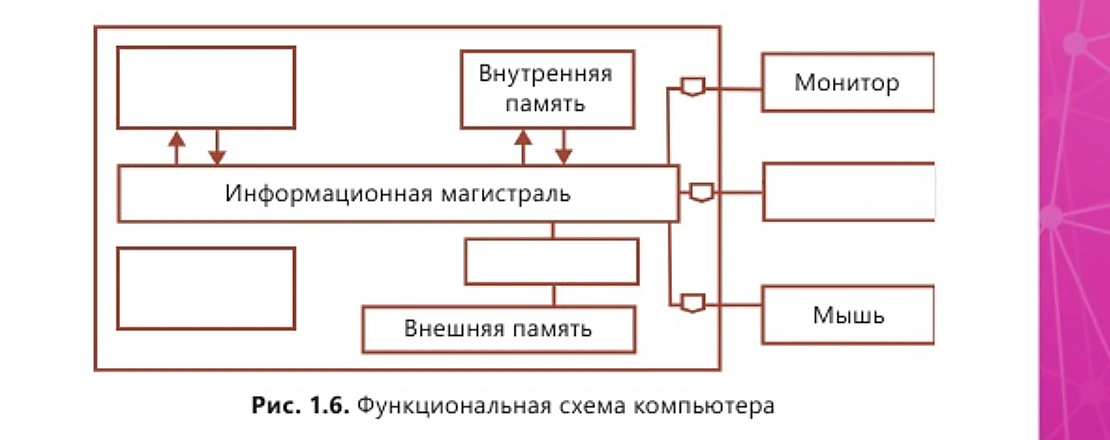 Внутренняя
память
Монитор
Информационная магистраль
Внешняя память
Мышь
Рис. 1.6. Функциональная схема компьютера